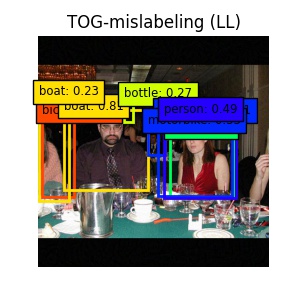 TOG-mislabeling (LL)
boat: 0.23
bottle: 0.27
boat: 0.81
person: 0.49